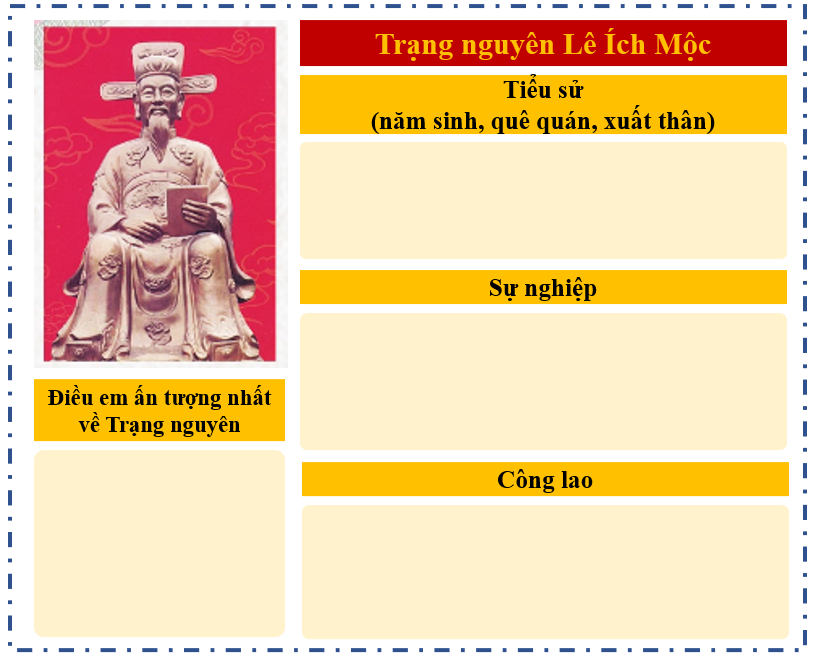 Trạng nguyên Lê Ích Mộc
Tiểu sử
(năm sinh, quê quán, xuất thân)
Sự nghiệp
Điều em ấn tượng nhất
về Trạng nguyên
Công lao